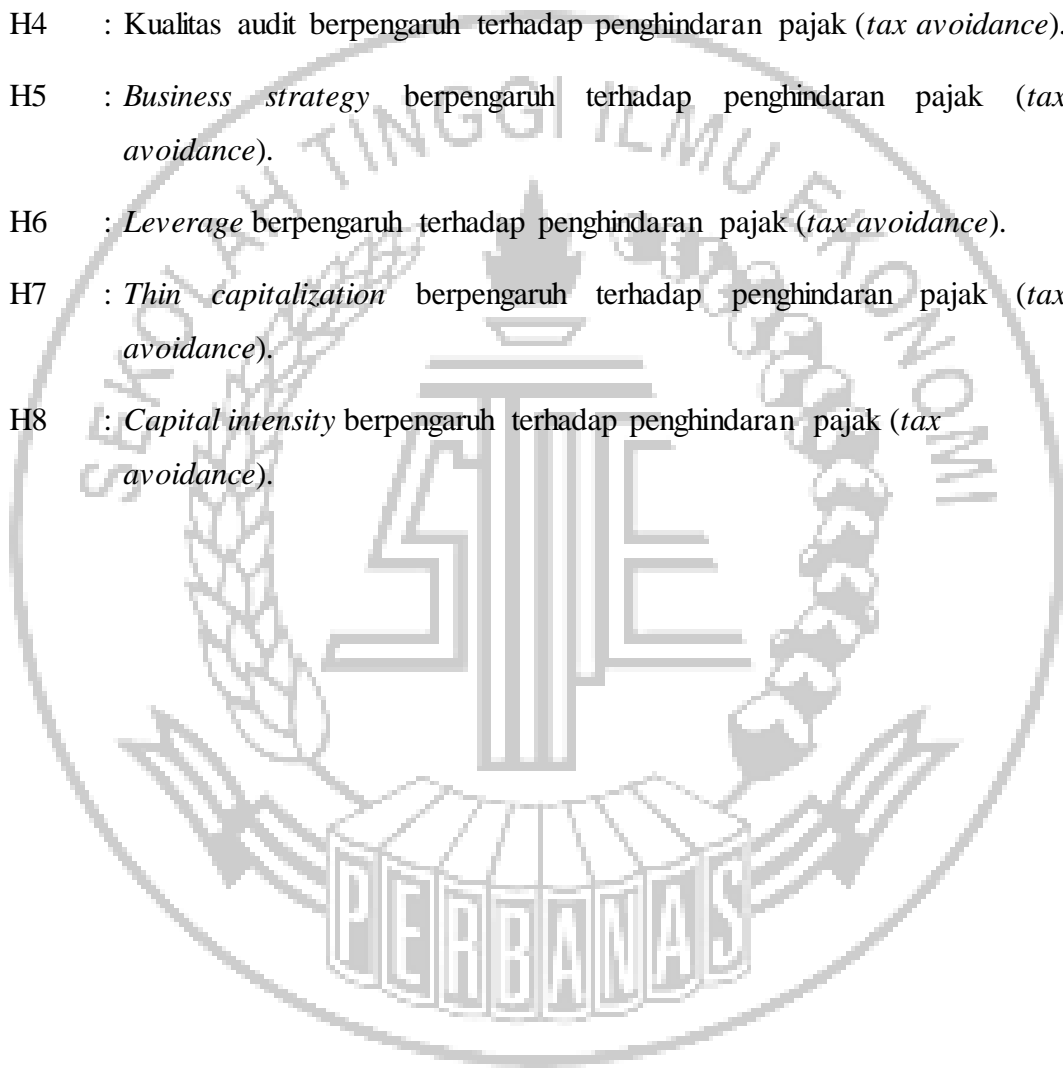 H4 : Kualitas audit berpengaruh terhadap penghindaran pajak (tax avoidance).
H5 : Business strategy berpengaruh terhadap penghindaran pajak (tax
avoidance).
H6 : Leverage berpengaruh terhadap penghindaran pajak (tax avoidance).
H7 : Thin capitalization berpengaruh terhadap penghindaran pajak (tax
avoidance).
H8 : Capital intensity berpengaruh terhadap penghindaran pajak (tax
avoidance).
SEKOLAH TINGGI ILMU EKONOMI
STIE
PERBANAS